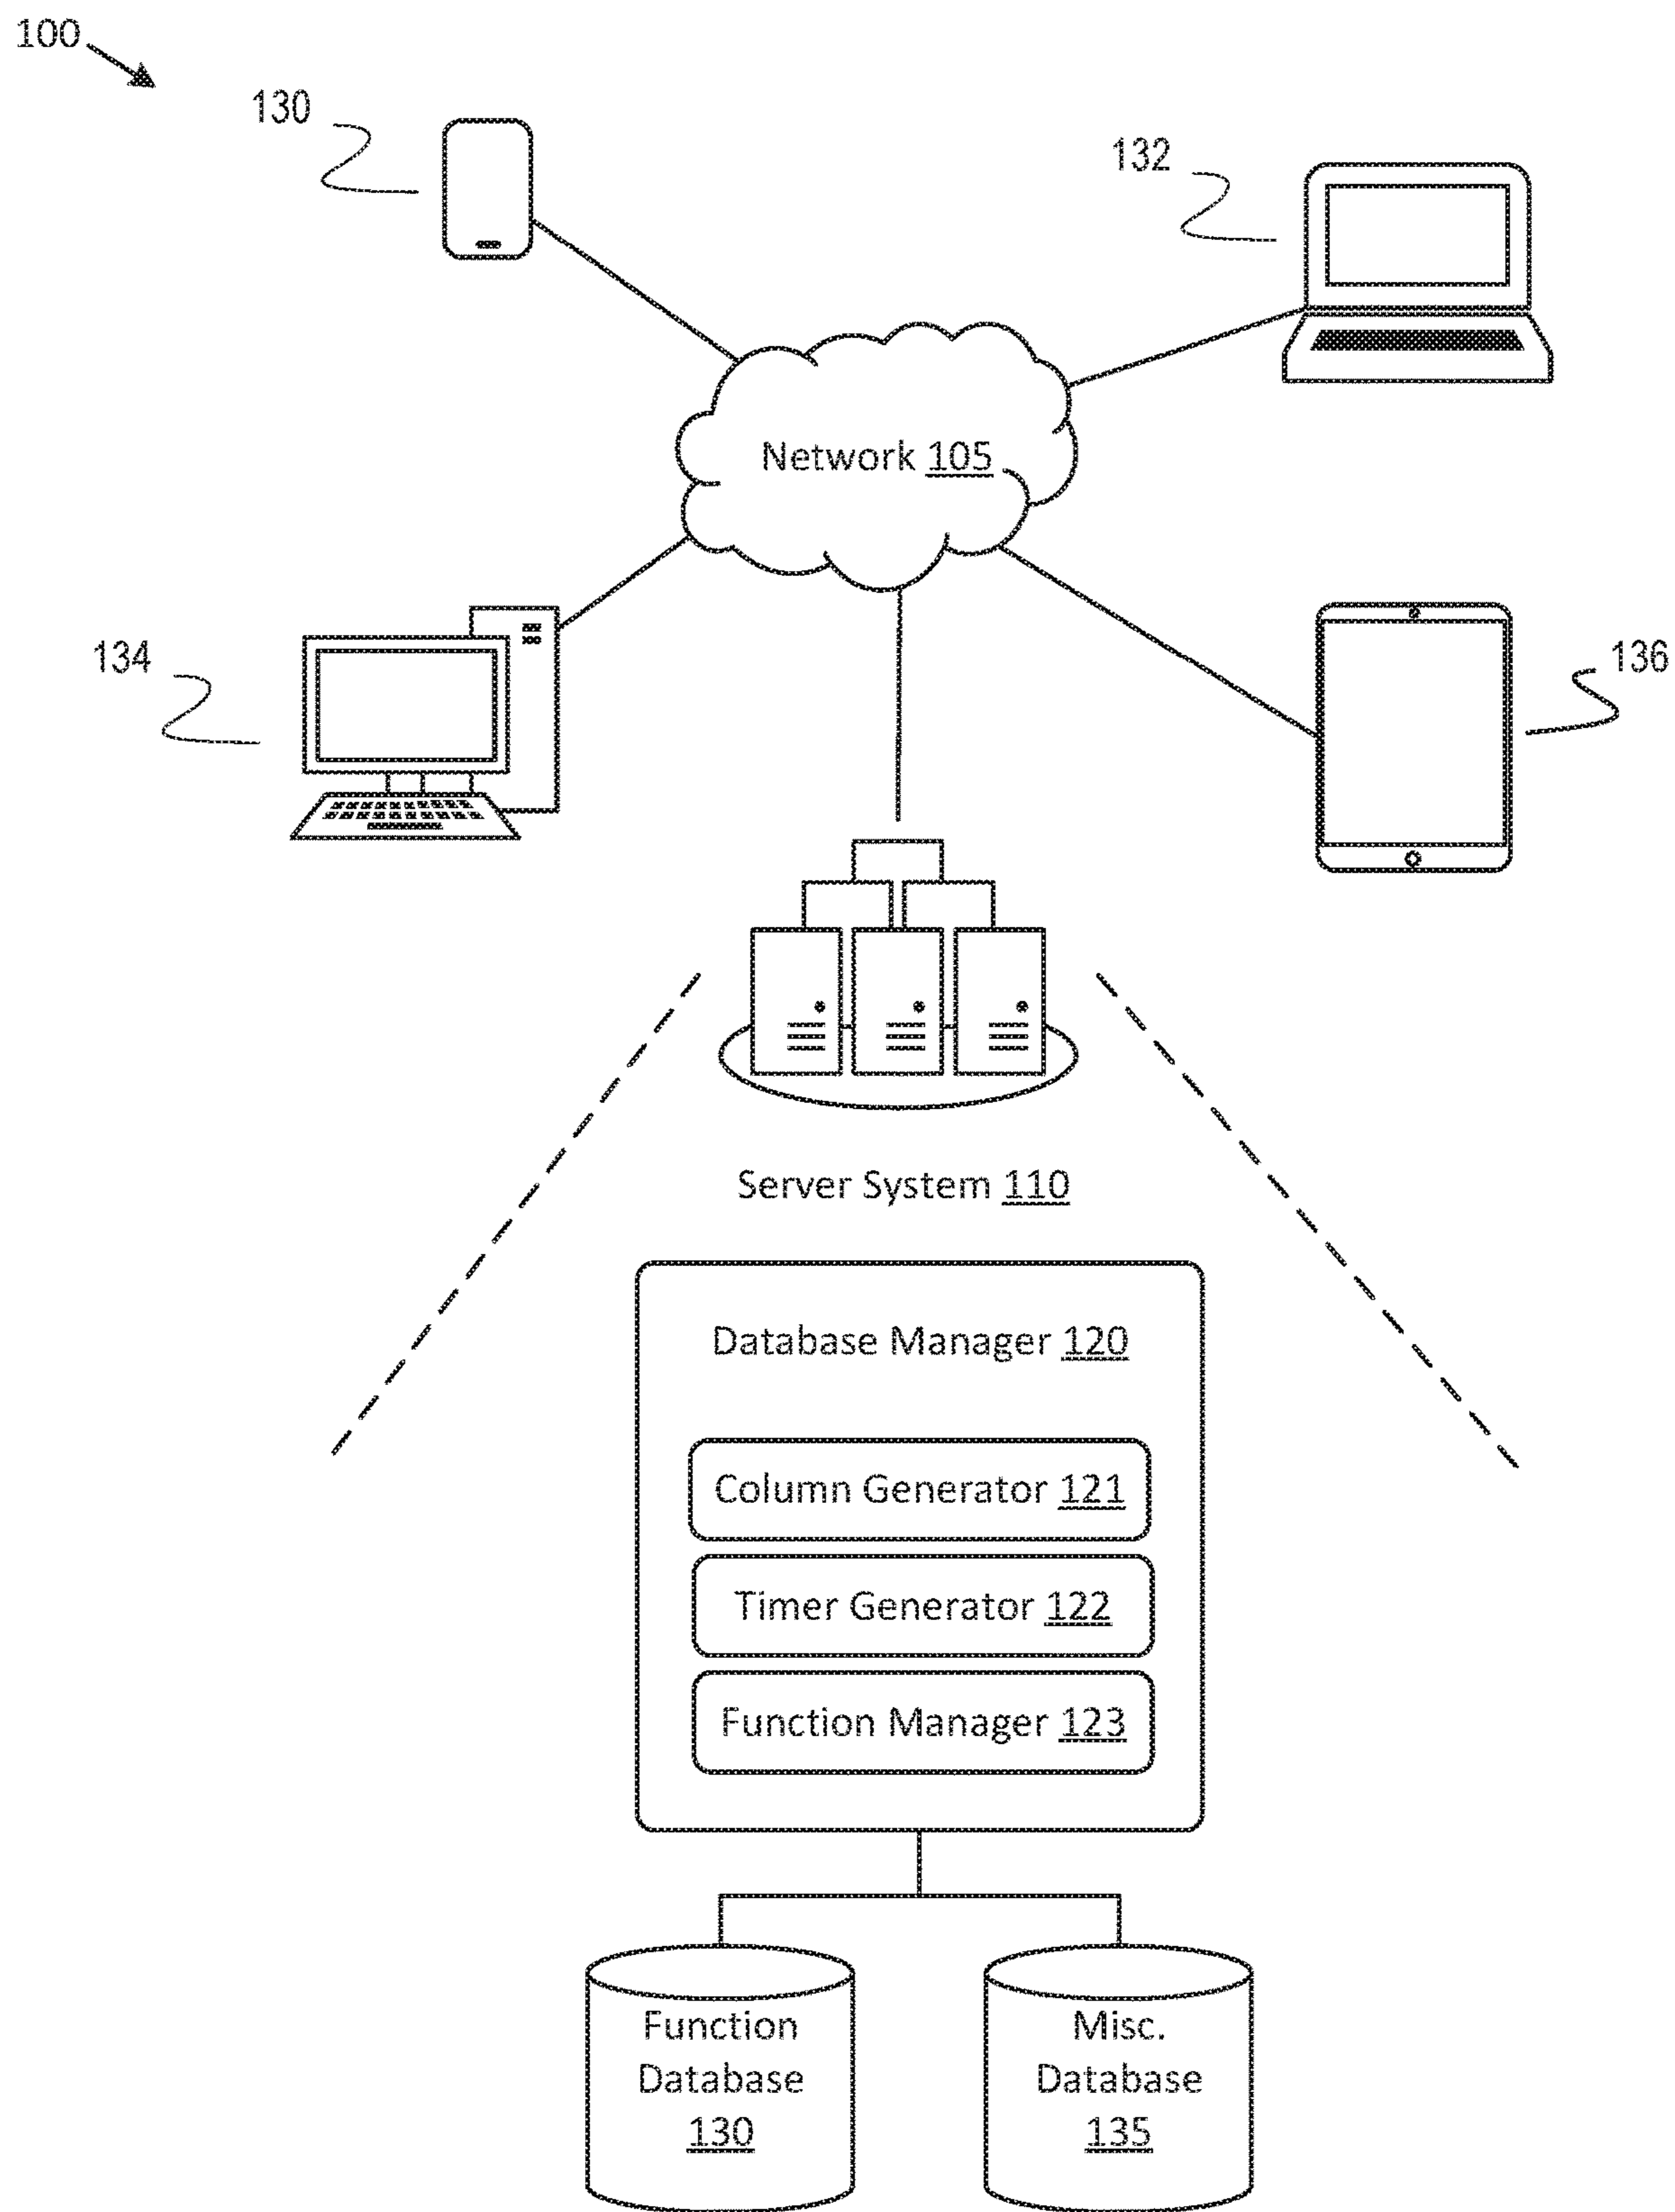 100
130
132
Network 105
134
136
Server System 110
Database Manager 120
Column Generator 121
Timer Generator 122
Function Manager 123
Function
Database
130
Misc.
Database
135